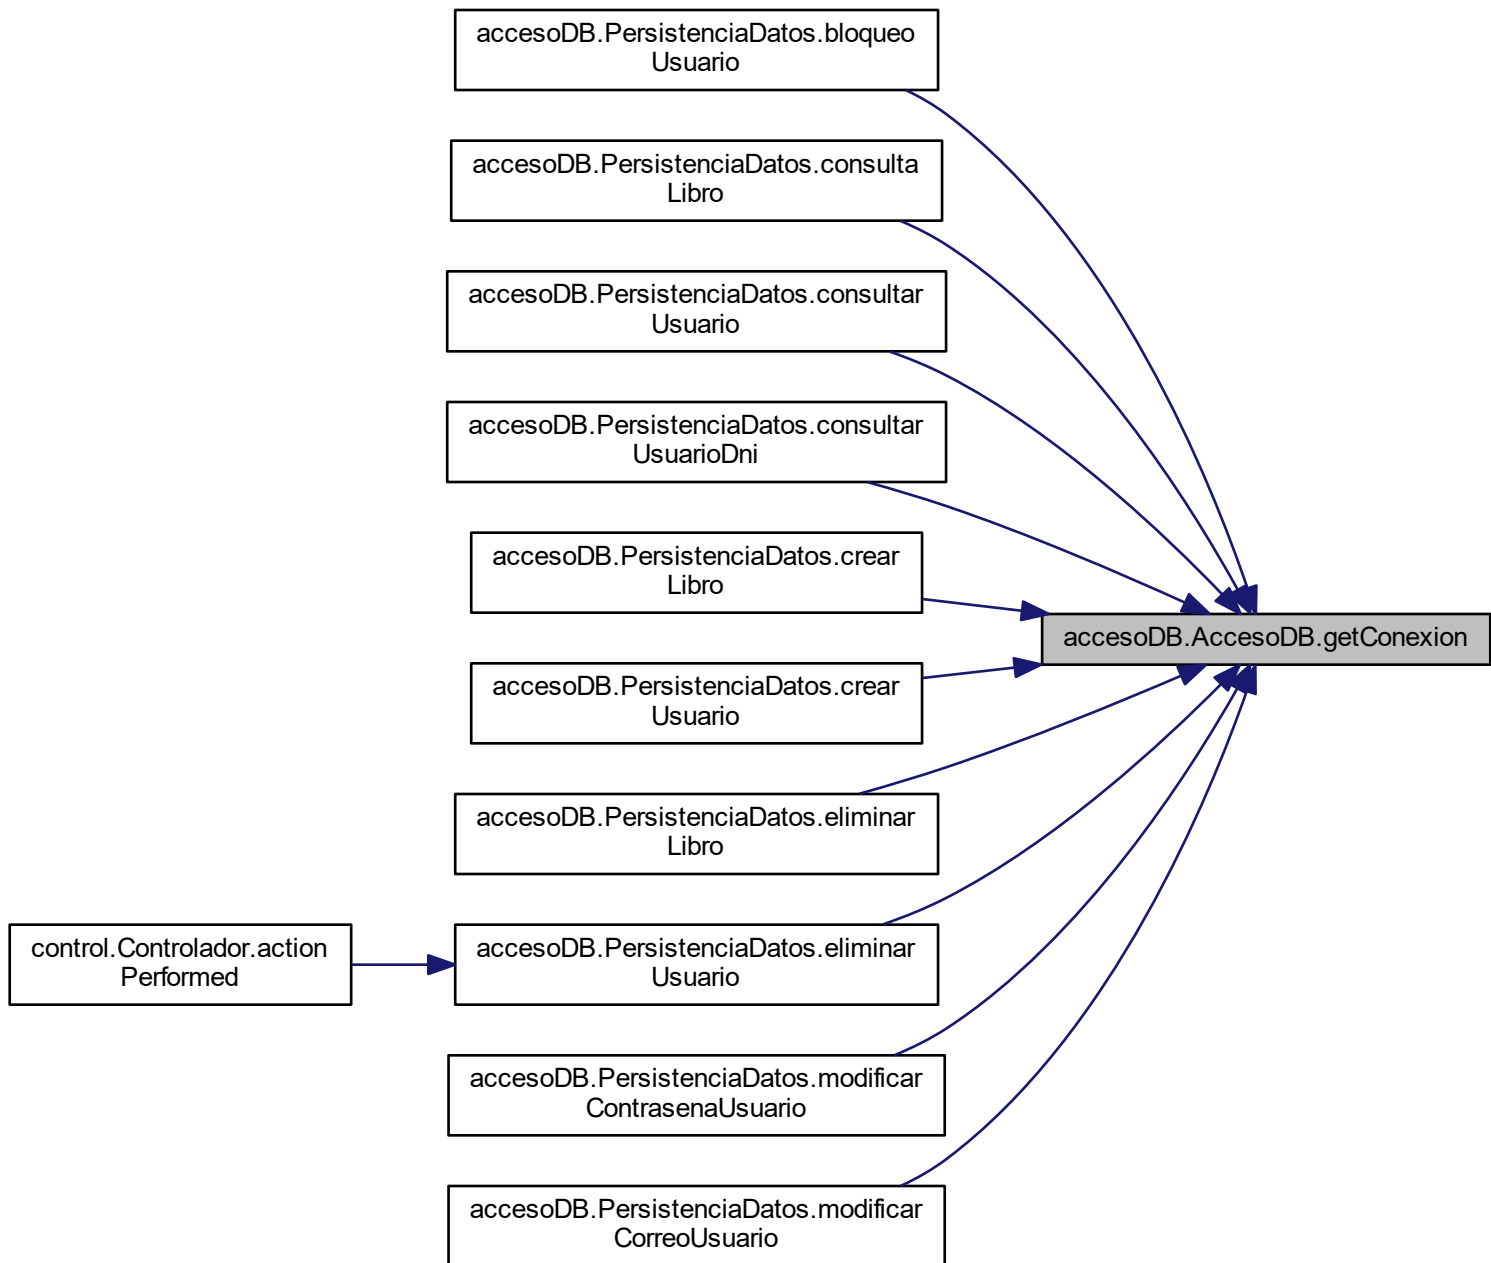 accesoDB.PersistenciaDatos.bloqueo
Usuario
accesoDB.PersistenciaDatos.consulta
Libro
accesoDB.PersistenciaDatos.consultar
Usuario
accesoDB.PersistenciaDatos.consultar
UsuarioDni
accesoDB.PersistenciaDatos.crear
Libro
accesoDB.AccesoDB.getConexion
accesoDB.PersistenciaDatos.crear
Usuario
accesoDB.PersistenciaDatos.eliminar
Libro
control.Controlador.action
Performed
accesoDB.PersistenciaDatos.eliminar
Usuario
accesoDB.PersistenciaDatos.modificar
ContrasenaUsuario
accesoDB.PersistenciaDatos.modificar
CorreoUsuario